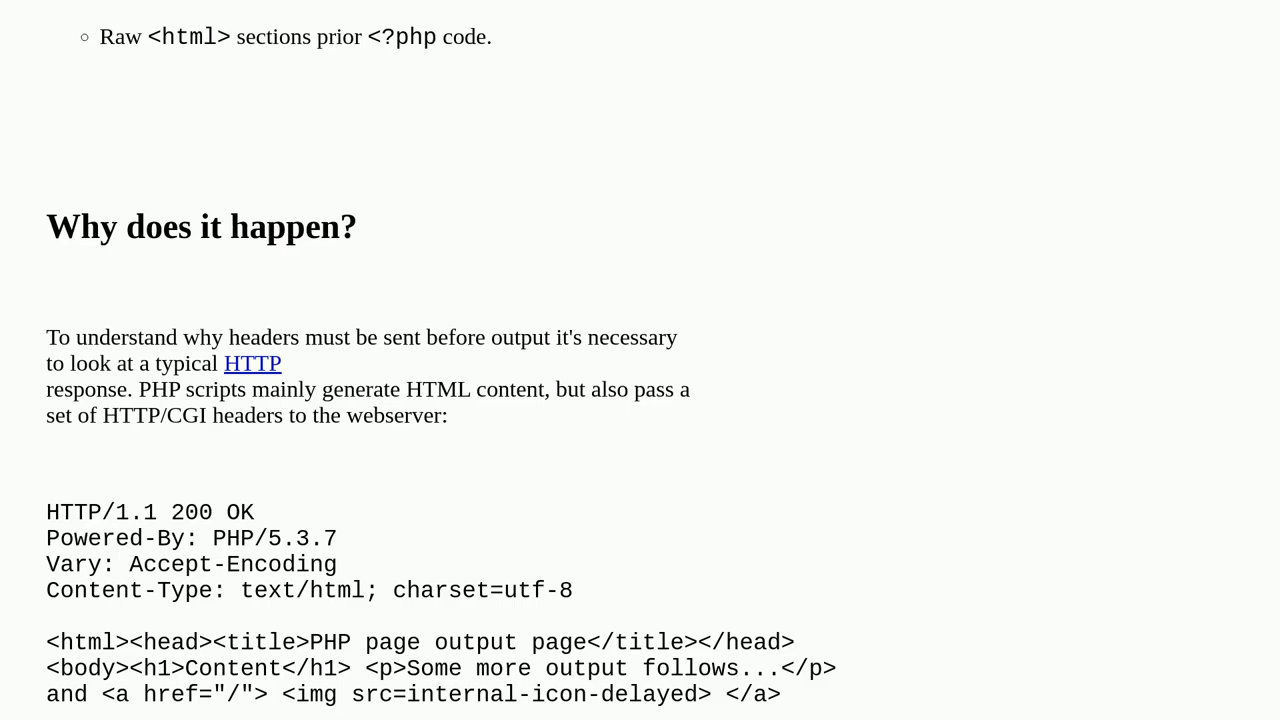 Raw <html> sections prior <?php code.
Why does it happen?
To understand why headers must be sent before output it's necessary
to look at a typical HTTP
response. PHP scripts mainly generate HTML content, but also pass a
set of HTTP/CGI headers to the webserver:
HTTP/1.1 200 OK
Powered-By: PHP/5.3.7
Vary: Accept-Encoding
Content-Type: text/html; charset=utf-8
<html><head><title>PHP page output page</title></head>
<body><h1>Content</h1> <p>Some more output follows...</p>
and <a href="/"> <img src=internal-icon-delayed> </a>